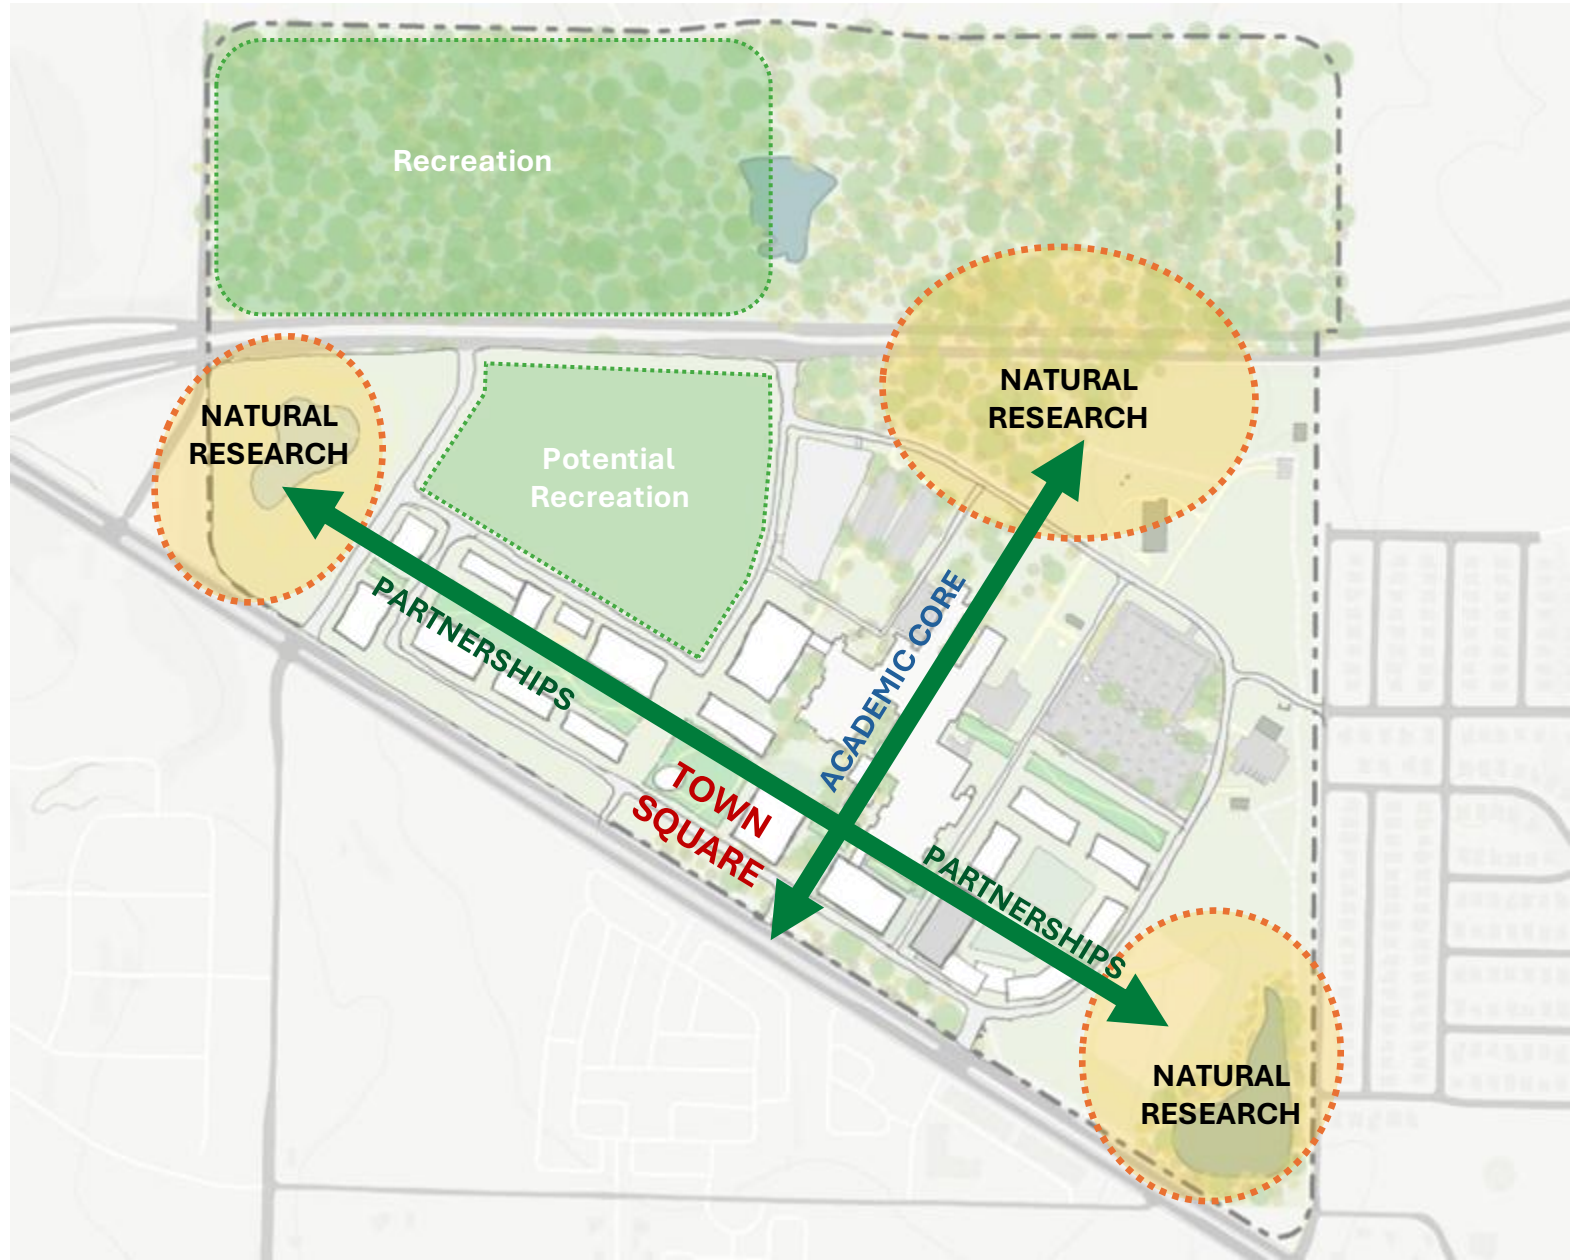 Recreation
NATURAL
RESEARCH
NATURAL
RESEARCH
Potential
Recreation
PARTNERSHIPS
ACADEMIC CORE
TOWN
SQUARE
PARTNERSHIPS
NATURAL
RESEARCH